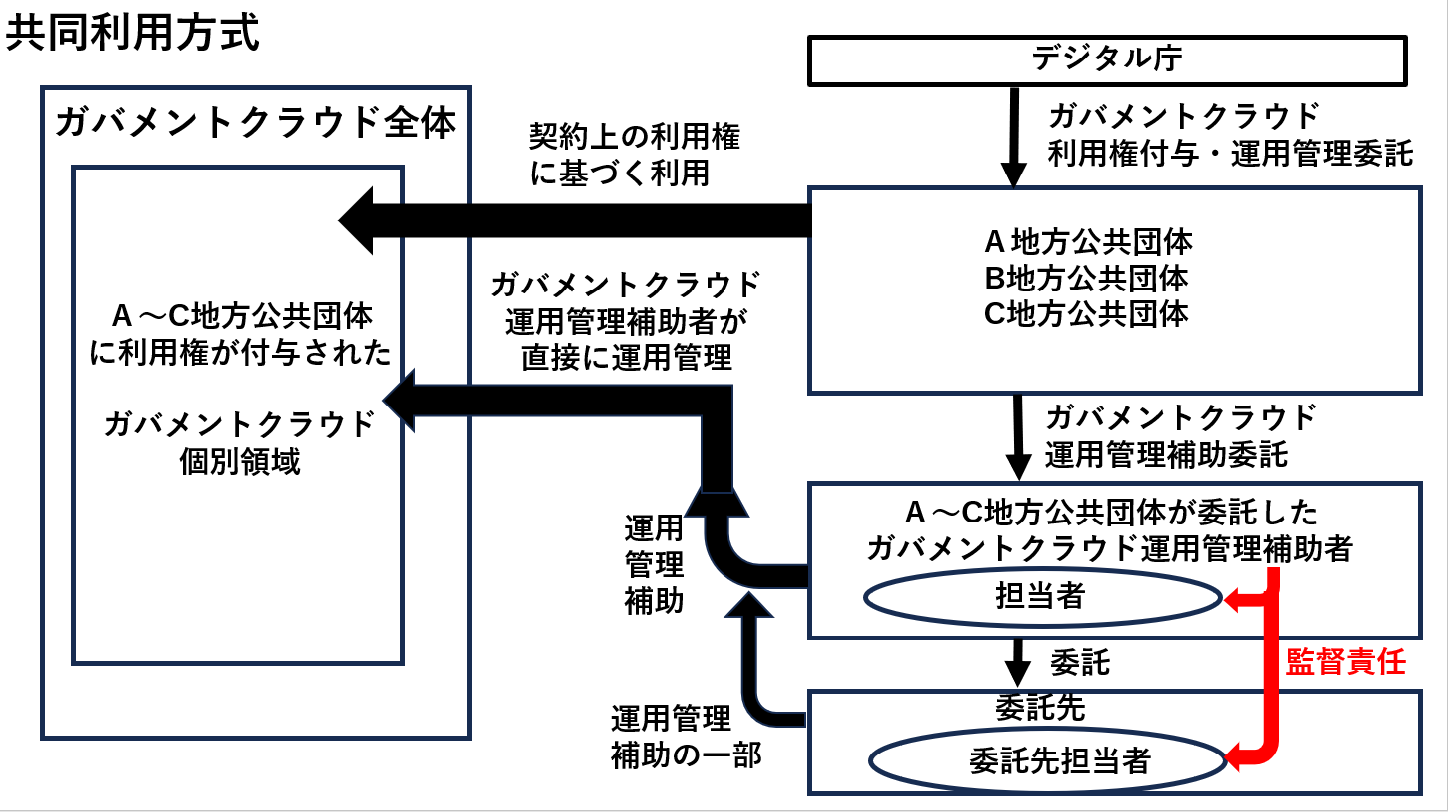 共同利用方式
デジタル庁
ガバメントクラウド
利用権付与・運用管理委託
ガバメントクラウド全体
契約上の利用権
に基づく利用
A 地方公共団体
B地方公共団体
C地方公共団体
A ～C地方公共団体
に利用権が付与された
ガバメントクラウド
個別領域
ガバメントクラウド
運用管理補助者が
直接に運用管理
ガバメントクラウド
運用管理補助委託
A ～C地方公共団体が委託した
ガバメントクラウド運用管理補助者
担当者
運用
管理
補助
委託
監督責任
委託先
委託先担当者
運用管理
補助の一部